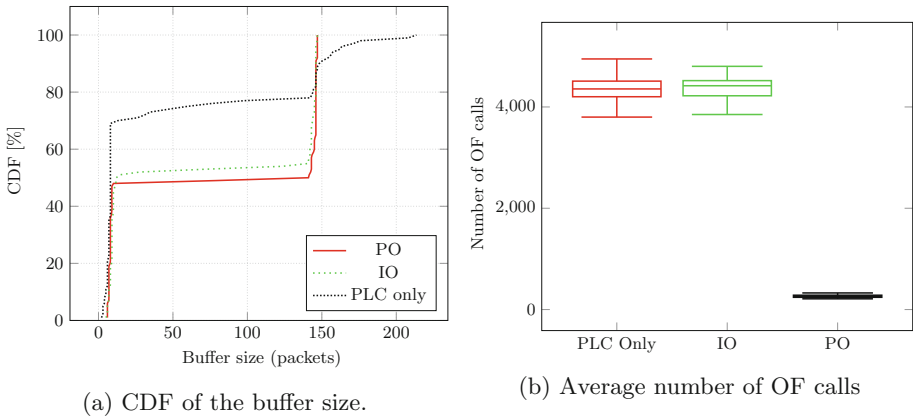 100
80
60
40
20
0
CDF [%]
PO
IO
PLC only
0 50 100 150 200
Buffer size (packets)
(a) CDF of the buffer size.
4,000
2,000
0
Number of OF calls
PLC Only IO PO
(b) Average number of OF calls